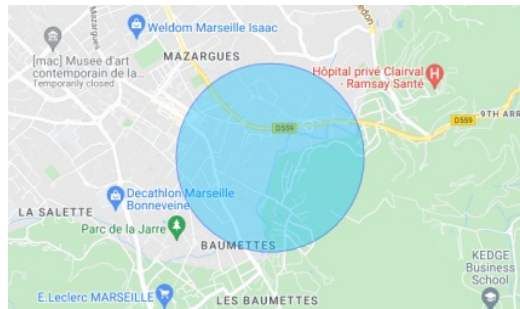 edon
Weldom Marseille Isaac
MAZARGUES
[mac] Musee d'art
contemporain de la...
Temporarily closed
Hôpital privé Clairval
- Ramsay Santé
D559
9TH ARR
D559
Decathlon Marseille
Bonneveine
LA SALETTE
Parc de la Jarre
BAUMETTES
KEDGE
Business
School
E.Leclerc MARSEILLE
LES BAUMETTES